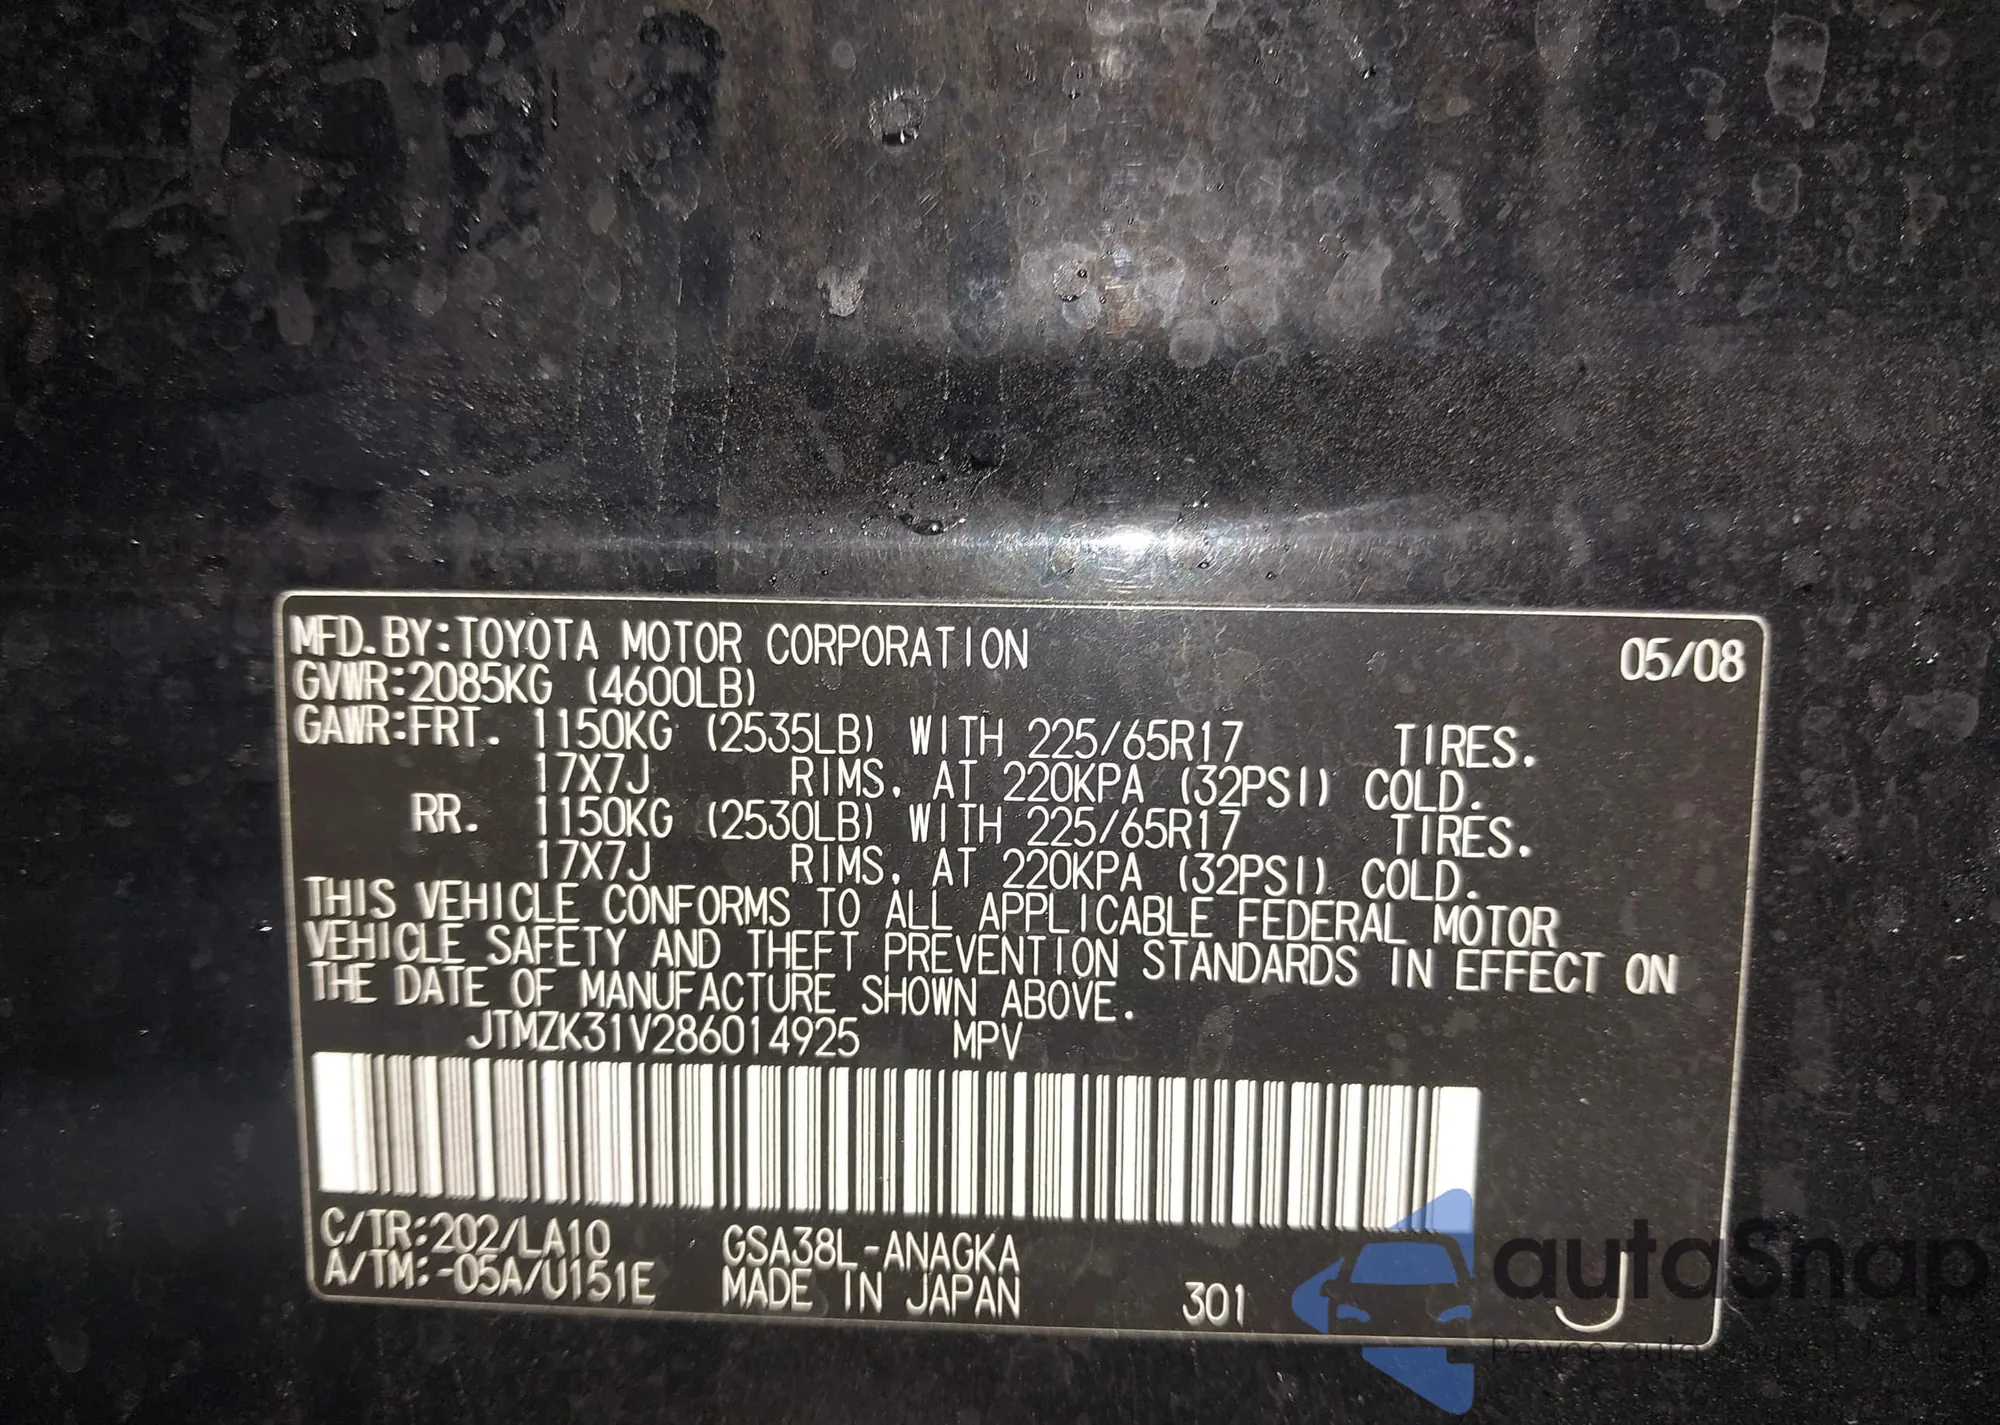 MFD.BY:TOYOTA MOTOR CORPORATION 05/08
GVWR:2085KG (4600LB)
GAWR:FRT. 1150KG (2535LB) WITH 225/65R17 TIRES.
17X7J RIMS, AT 220KPA (32PSI) COLD.
RR. 1150KG (2530LB) WITH 225/65R17 TIRES.
17X7J RIMS, AT 220KPA (32PSI) COLD.
THIS VEHICLE CONFORMS TO ALL APPLICABLE FEDERAL MOTOR
VEHICLE SAFETY AND THEFT PREVENTION STANDARDS IN EFFECT ON
THE DATE OF MANUFACTURE SHOWN ABOVE.
JTMZK31V286014925 MPV
C/TR:202/LA10 GSA38L-ANAGKA
A/TM:-05A/U151E MADE IN JAPAN 301 J
autoSnap
Pewne auta